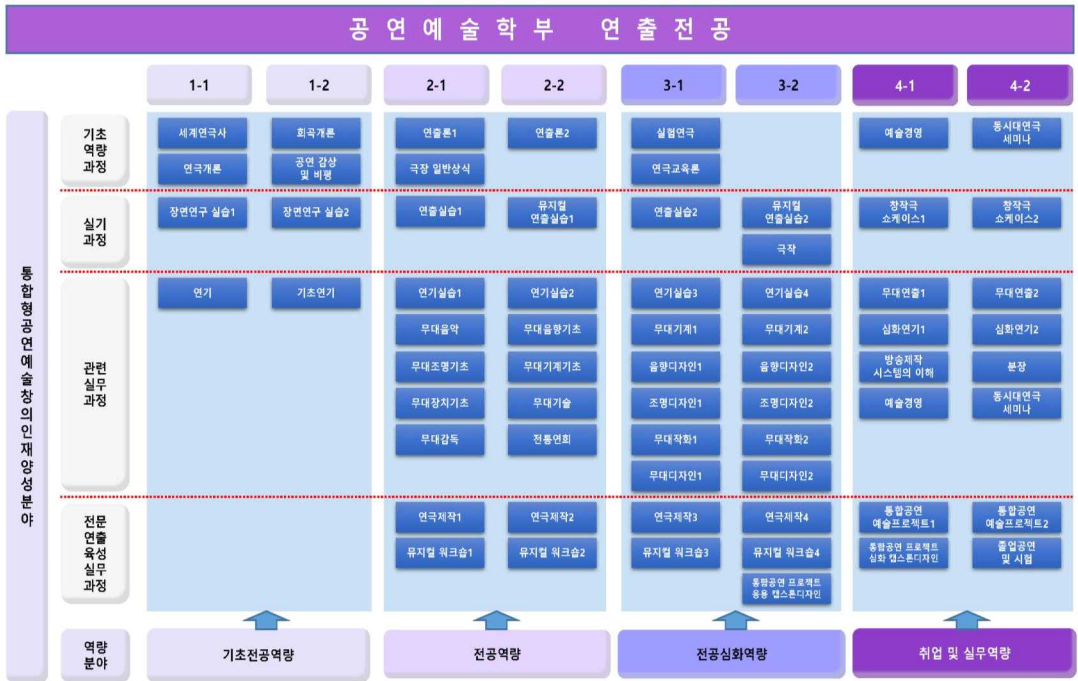 공연예술학부 연출전공
1-1 1-2 2-1 2-2 3-1 3-2 4-1 4-2
통합형공연예술창의인재양성분야
기초
역량
과정
세계연극사 희곡개론 연출론1 연출론2 실험연극 예술경영 동시대연극
세미나
연극개론 공연 감상
및 비평 극장 일반상식 연극교육론
실기
과정
장면연구 실습1 장면연구 실습2 연출실습1 뮤지컬
연출실습1 연출실습2 뮤지컬
연출실습2 창작극
쇼케이스1 창작극
쇼케이스2
극작
관련
실무
과정
연기 기초연기 연기실습1 연기실습2 연기실습3 연기실습4 무대연출1 무대연출2
무대음악 무대음향기초 무대기계1 무대기계2 심화연기1 심화연기2
무대조명기초 무대기계기초 음향디자인1 음향디자인2 방송제작
시스템의 이해 분장
무대장치기초 무대기술 조명디자인1 조명디자인2 예술경영 동시대연극
세미나
무대감독 전통연희 무대작화1 무대작화2
무대디자인1 무대디자인2
전문
연출
육성
실무
과정
연극제작1 연극제작2 연극제작3 연극제작4 통합공연
예술프로젝트1 통합공연
예술프로젝트2
뮤지컬 워크숍1 뮤지컬 워크숍2 뮤지컬 워크숍3 뮤지컬 워크숍4 통합공연 프로젝트
심화 캡스톤디자인 졸업공연
및 시험
통합공연 프로젝트
응용 캡스톤디자인
역량
분야
기초전공역량 전공역량 전공심화역량 취업 및 실무역량